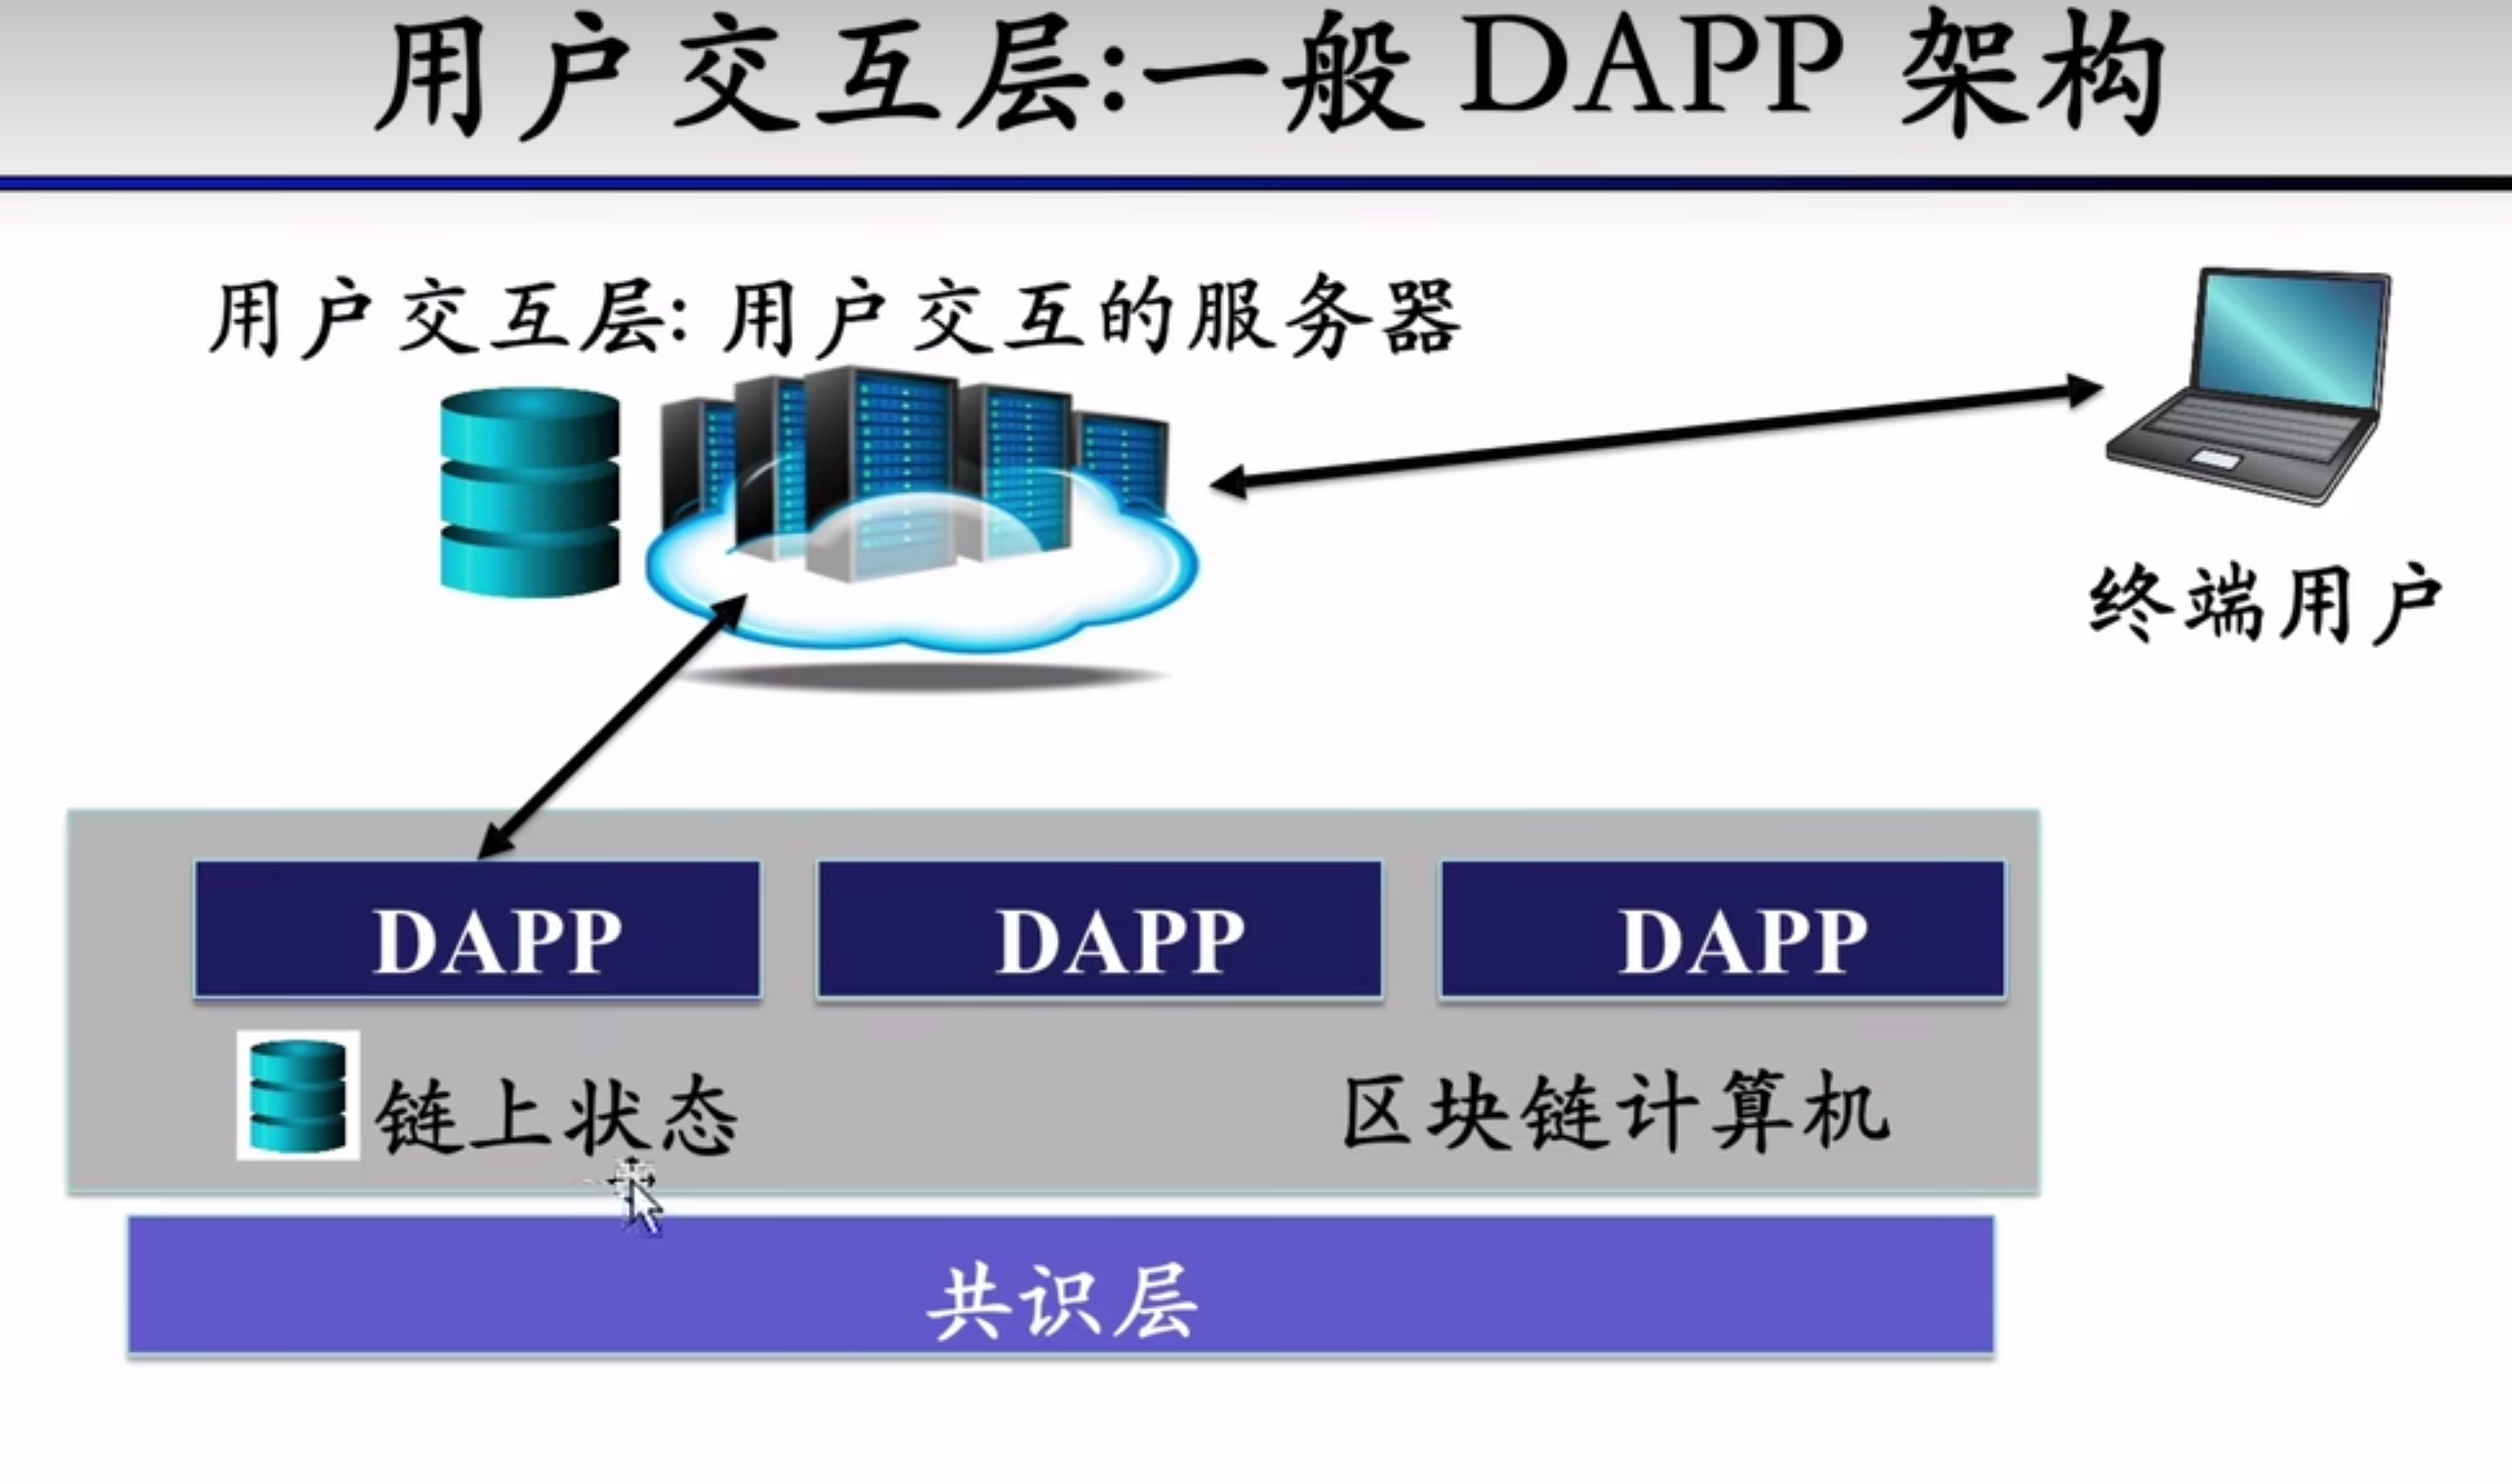 用户交互层:一般 DAPP 架构
用户交互层: 用户交互的服务器
终端用户
DAPP
DAPP
DAPP
链上状态
区块链计算机
共识层